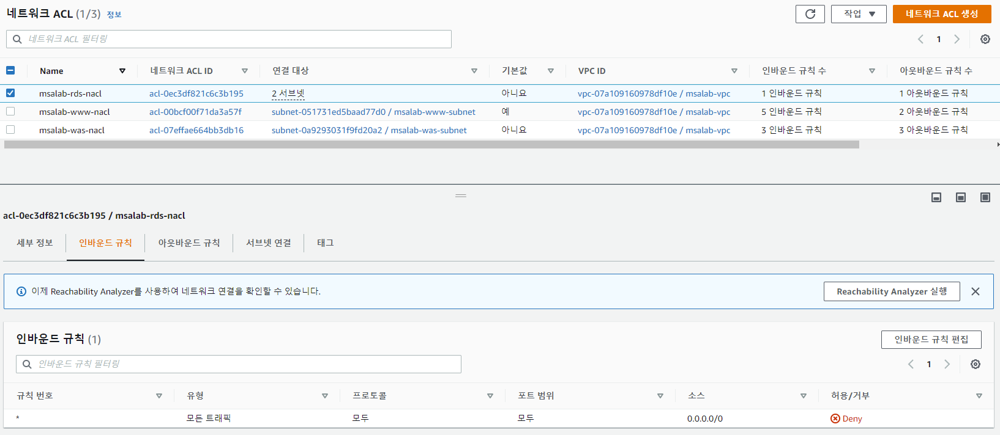 네트워크 ACL (1/3) 정보
작업
네트워크 ACL 생성
네트워크 ACL 필터링
1
Name 네트워크 ACL ID 연결 대상 기본값 VPC ID 인바운드 규칙 수 아웃바운드 규칙 수
msalab-rds-nacl acl-0ec3df821c6c3b195 2 서브넷 아니요 vpc-07a109160978df10e / msalab-vpc 1 인바운드 규칙 1 아웃바운드 규칙
msalab-www-nacl acl-00bcf00f71da3a57f subnet-051731ed5baad77d0 / msalab-www-subnet 예 vpc-07a109160978df10e / msalab-vpc 5 인바운드 규칙 2 아웃바운드 규칙
msalab-was-nacl acl-07effae664bb3db16 subnet-0a9293031f9fd20a2 / msalab-was-subnet 아니요 vpc-07a109160978df10e / msalab-vpc 3 인바운드 규칙 3 아웃바운드 규칙
acl-0ec3df821c6c3b195 / msalab-rds-nacl
세부 정보 인바운드 규칙 아웃바운드 규칙 서브넷 연결 태그
이제 Reachability Analyzer를 사용하여 네트워크 연결을 확인할 수 있습니다.
Reachability Analyzer 실행
인바운드 규칙 (1)
인바운드 규칙 편집
인바운드 규칙 필터링
1
규칙 번호 유형 프로토콜 포트 범위 소스 허용/거부
* 모든 트래픽 모두 모두 0.0.0.0/0 Deny